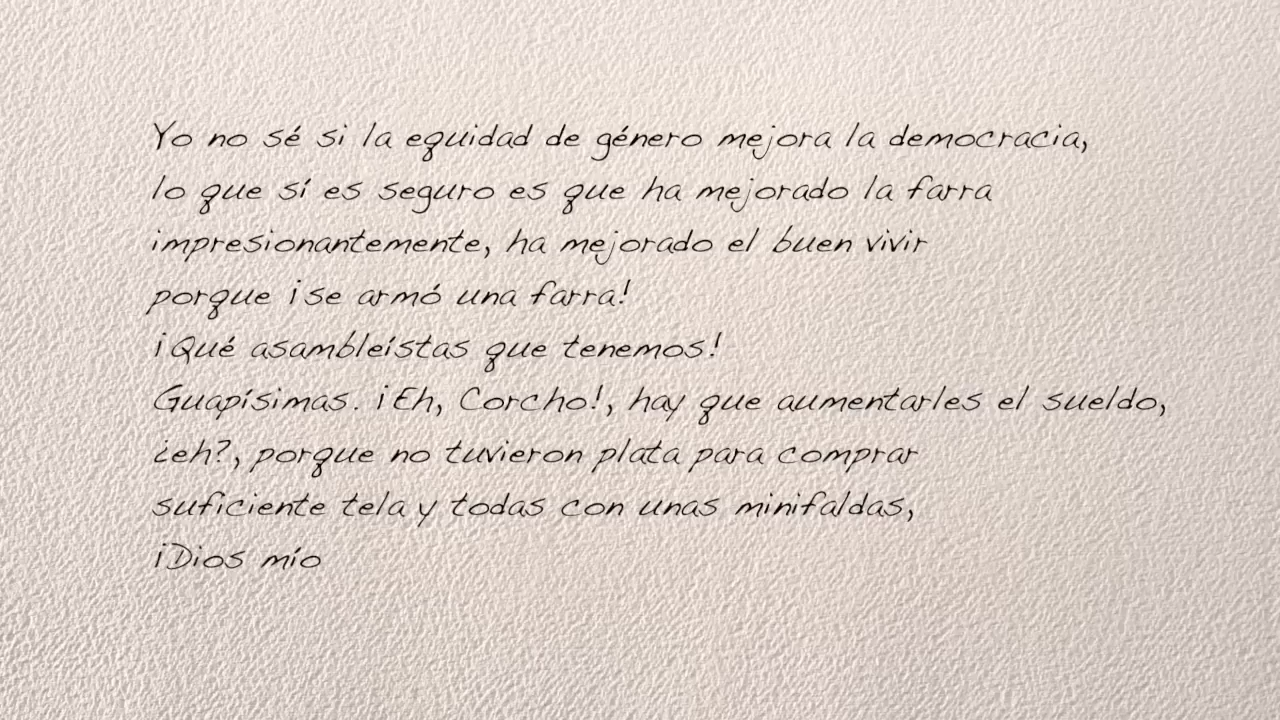 Yo no sé si la equidad de género mejora la democracia,
lo que sí es seguro es que ha mejorado la farra
impresionantemente, ha mejorado el buen vivir
porque ¡se armó una farra!
¡Qué asambleístas que tenemos!
Guapísimas. ¡Eh, Corcho!, hay que aumentarles el sueldo,
¿eh?, porque no tuvieron plata para comprar
suficiente tela y todas con unas minifaldas,
¡Dios mío